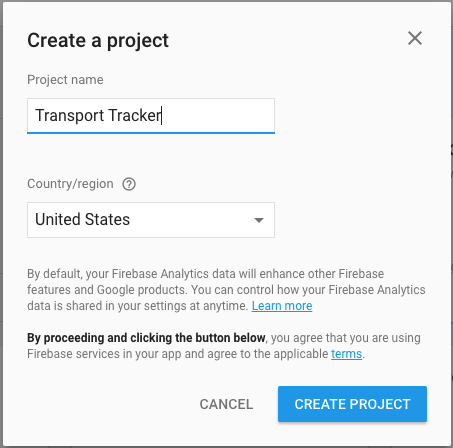 Create a project
Project name
Transport Tracker
Country/region
United States
By default, your Firebase Analytics data will enhance other Firebase
features and Google products. You can control how your Firebase Analytics
data is shared in your settings at anytime. Learn more
By proceeding and clicking the button below, you agree that you are using
Firebase services in your app and agree to the applicable terms.
CANCEL
CREATE PROJECT